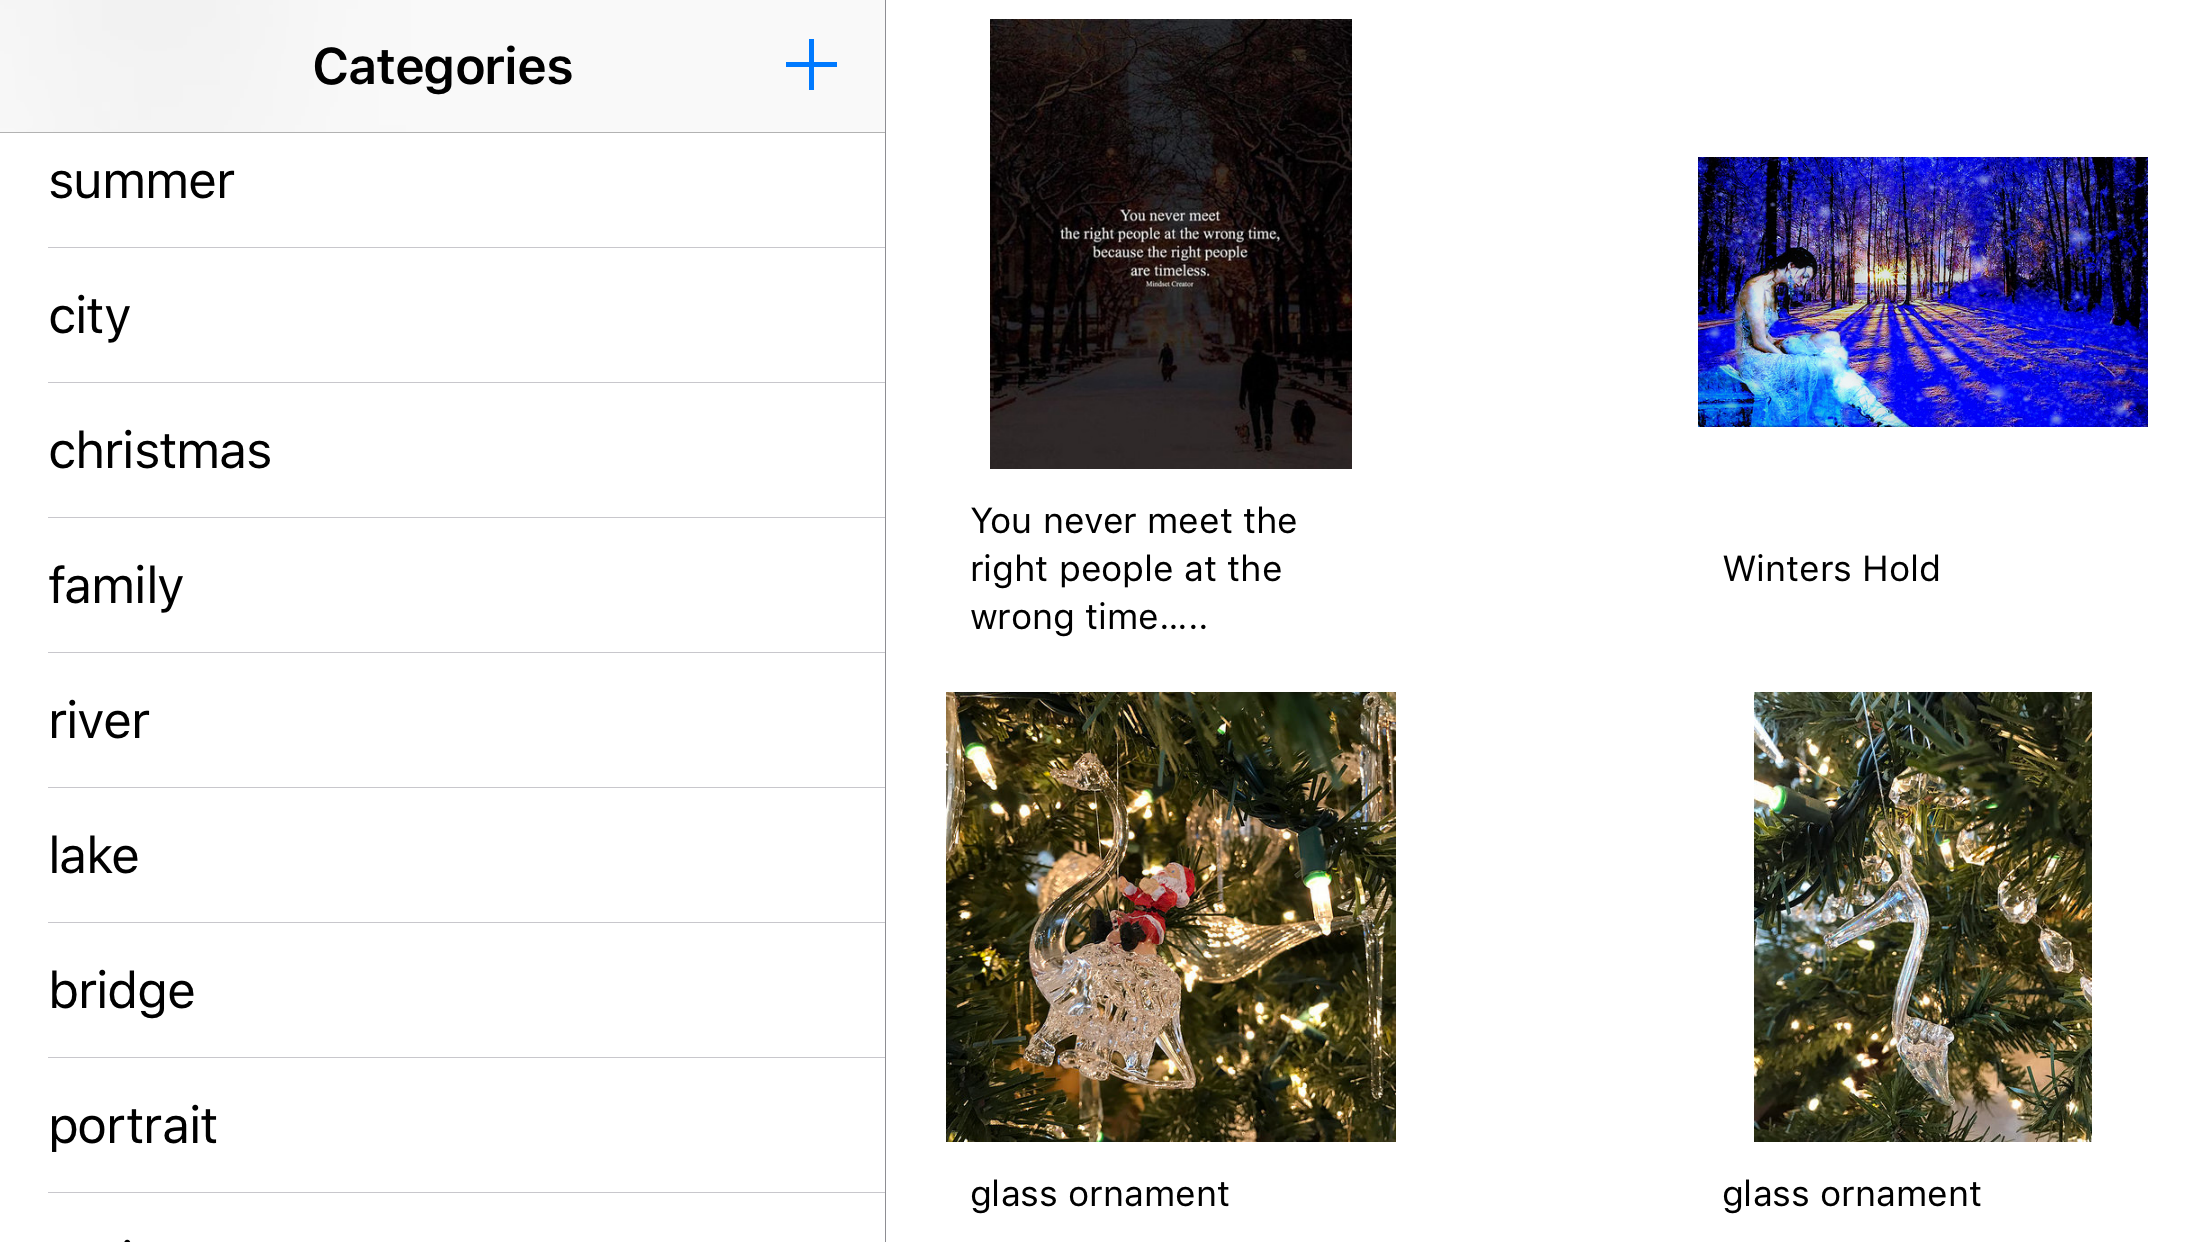 Categories
summer
city
christmas
family
river
lake
bridge
portrait
You never meet
the right people at the wrong time,
because the right people
are timeless.
Mindset Creator
You never meet the
right people at the
wrong time.....
Winters Hold
glass ornament
glass ornament